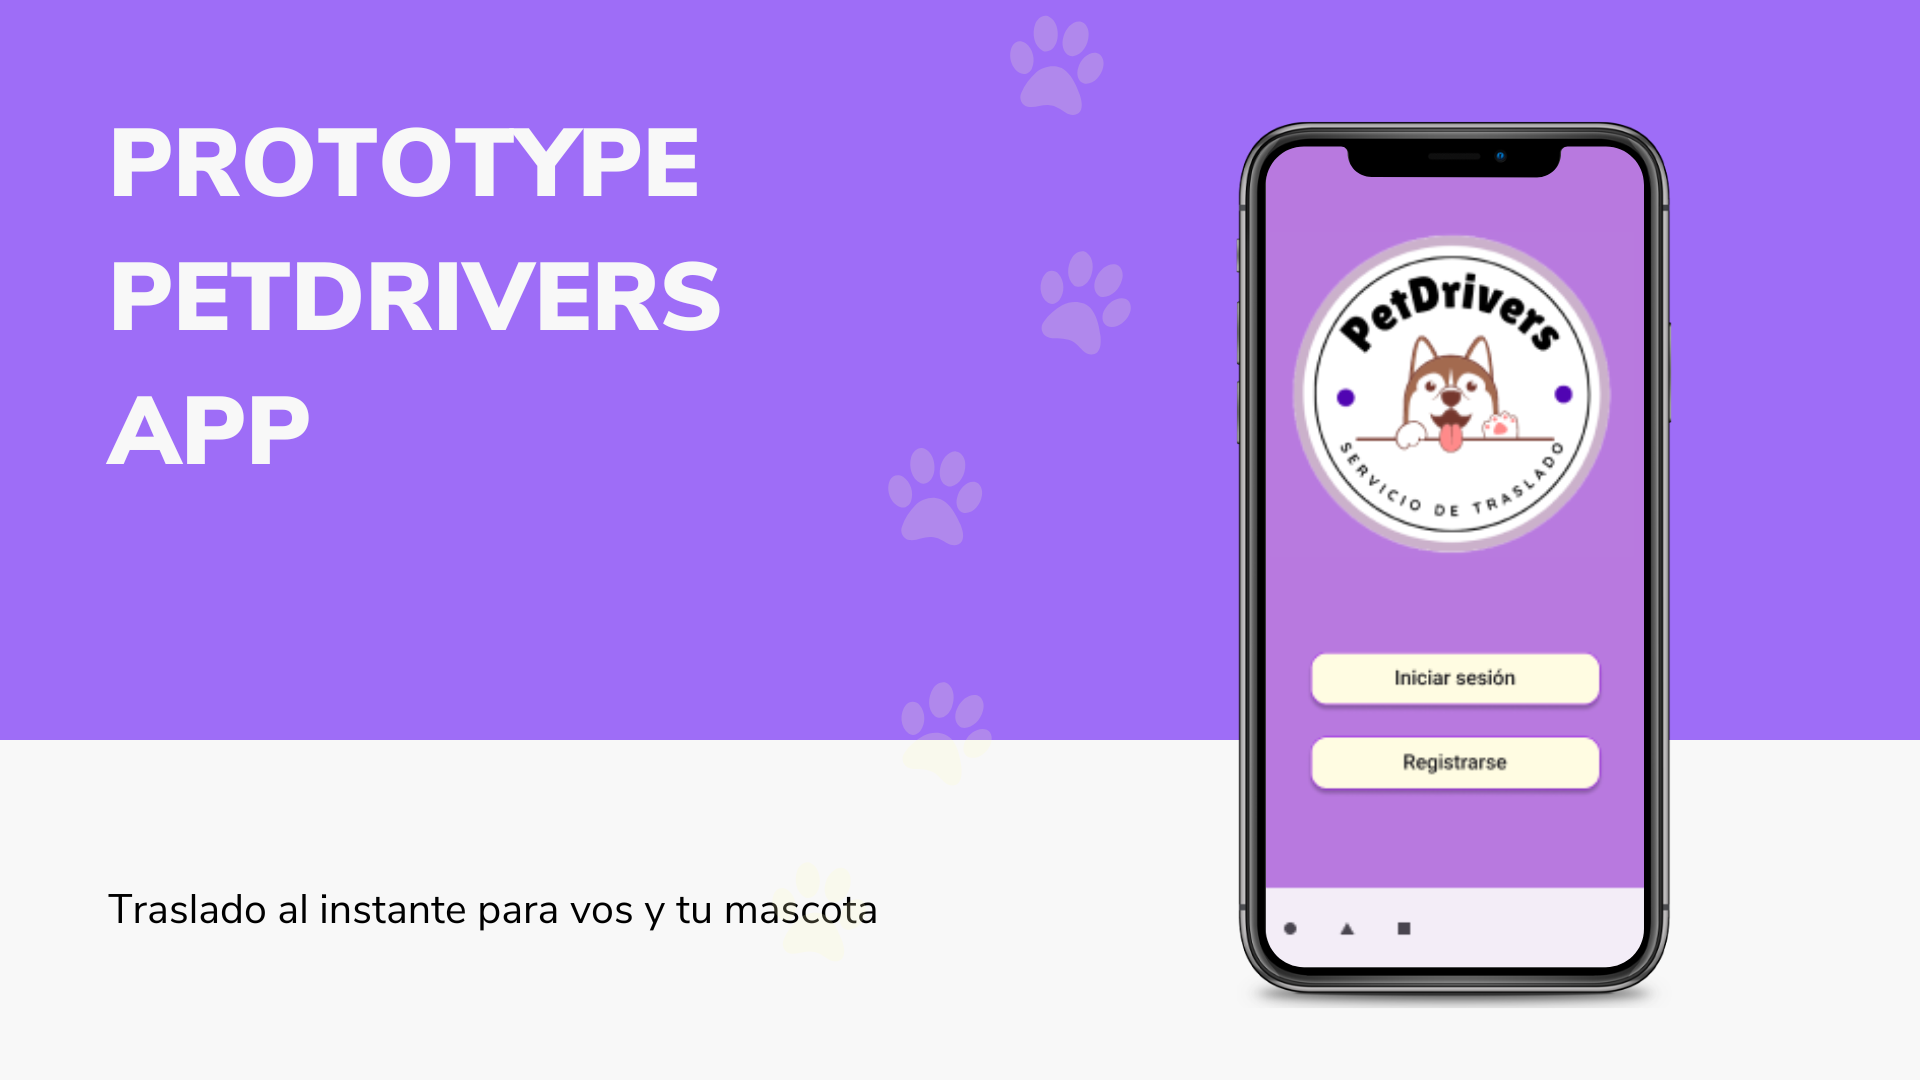 PROTOTYPE
PETDRIVERS
APP
Traslado al instante para vos y tu mascota
PetDrivers
SERVICIO DE TRASLADO
Iniciar sesión
Registrarse